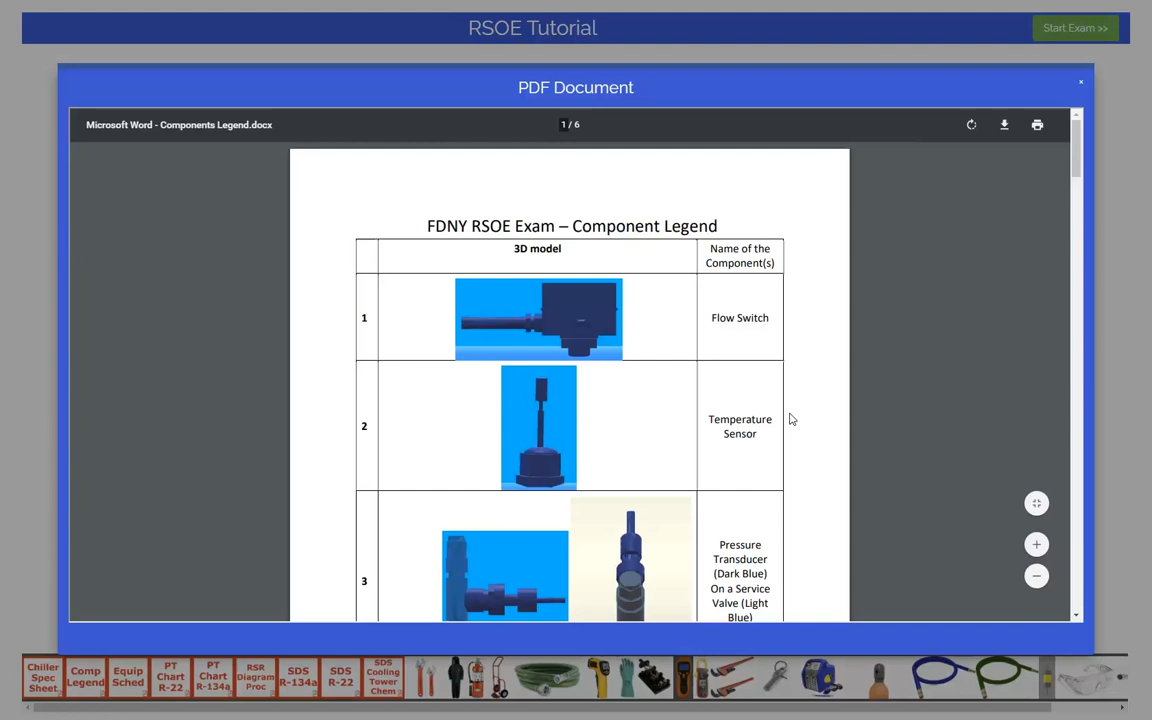 RSOE Tutorial
Start Exam >>
PDF Document
Microsoft Word - Components Legend.docx
1 / 6
FDNY RSOE Exam – Component Legend
3D model
Name of the
Component(s)
1
Flow Switch
2
Temperature
Sensor
3
Pressure
Transducer
(Dark Blue)
On a Service
Valve (Light
Blue)
Chiller
Spec
Sheet
Comp
Legend
Equip
Sched
PT
Chart
R-22
PT
Chart
R-134a
RSR
Diagram
Proc
SDS
R-134a
SDS
R-22
SDS
Cooling
Tower
Chem